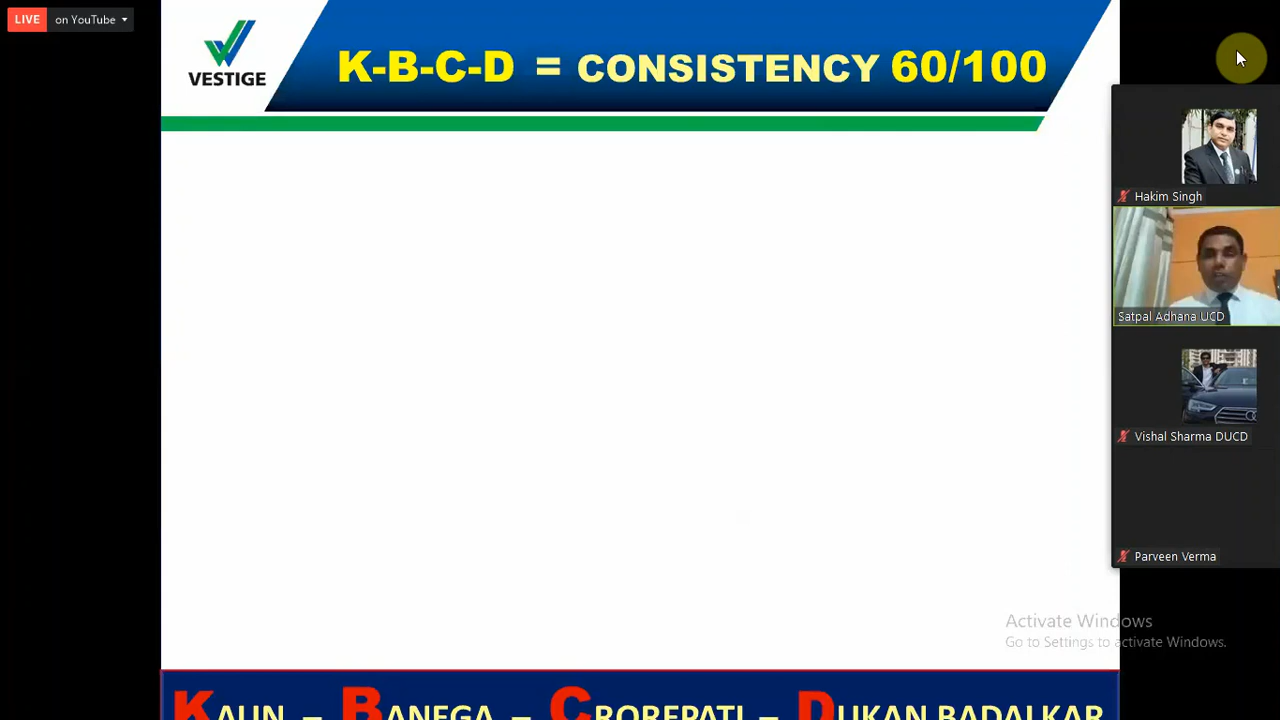 LIVE on YouTube
VESTIGE
K-B-C-D = CONSISTENCY 60/100
Hakim Singh
Satpal Adhana UCD
Vishal Sharma DUCD
Parveen Verma
Activate Windows
Go to Settings to activate Windows.
KAUN – BANEGA – CROREPATI – DUKAN BADALKAR